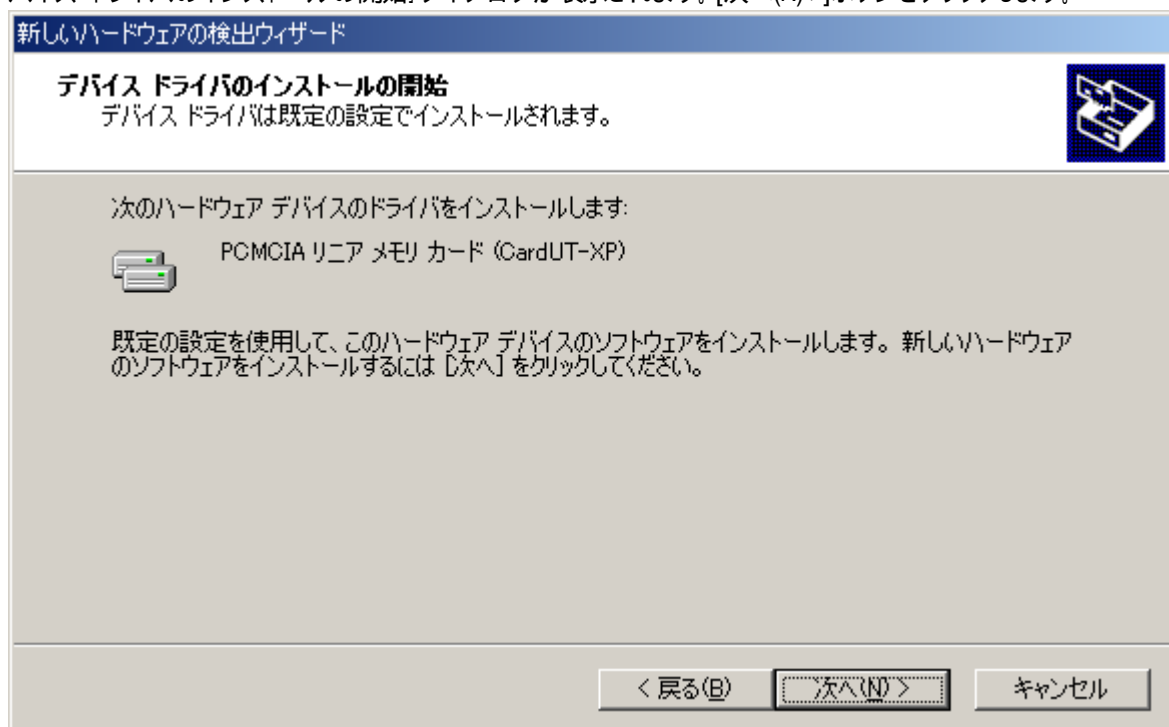 新しいハードウェアの検出ウィザード
デバイス ドライバのインストールの開始
デバイス ドライバは既定の設定でインストールされます。
次のハードウェア デバイスのドライバをインストールします:
PCMCIA リニア メモリ カード (CardUT-XP)
既定の設定を使用して、このハードウェア デバイスのソフトウェアをインストールします。 新しいハードウェア
のソフトウェアをインストールするには [次へ] をクリックしてください。
< 戻る(B) 次へ(N) > キャンセル